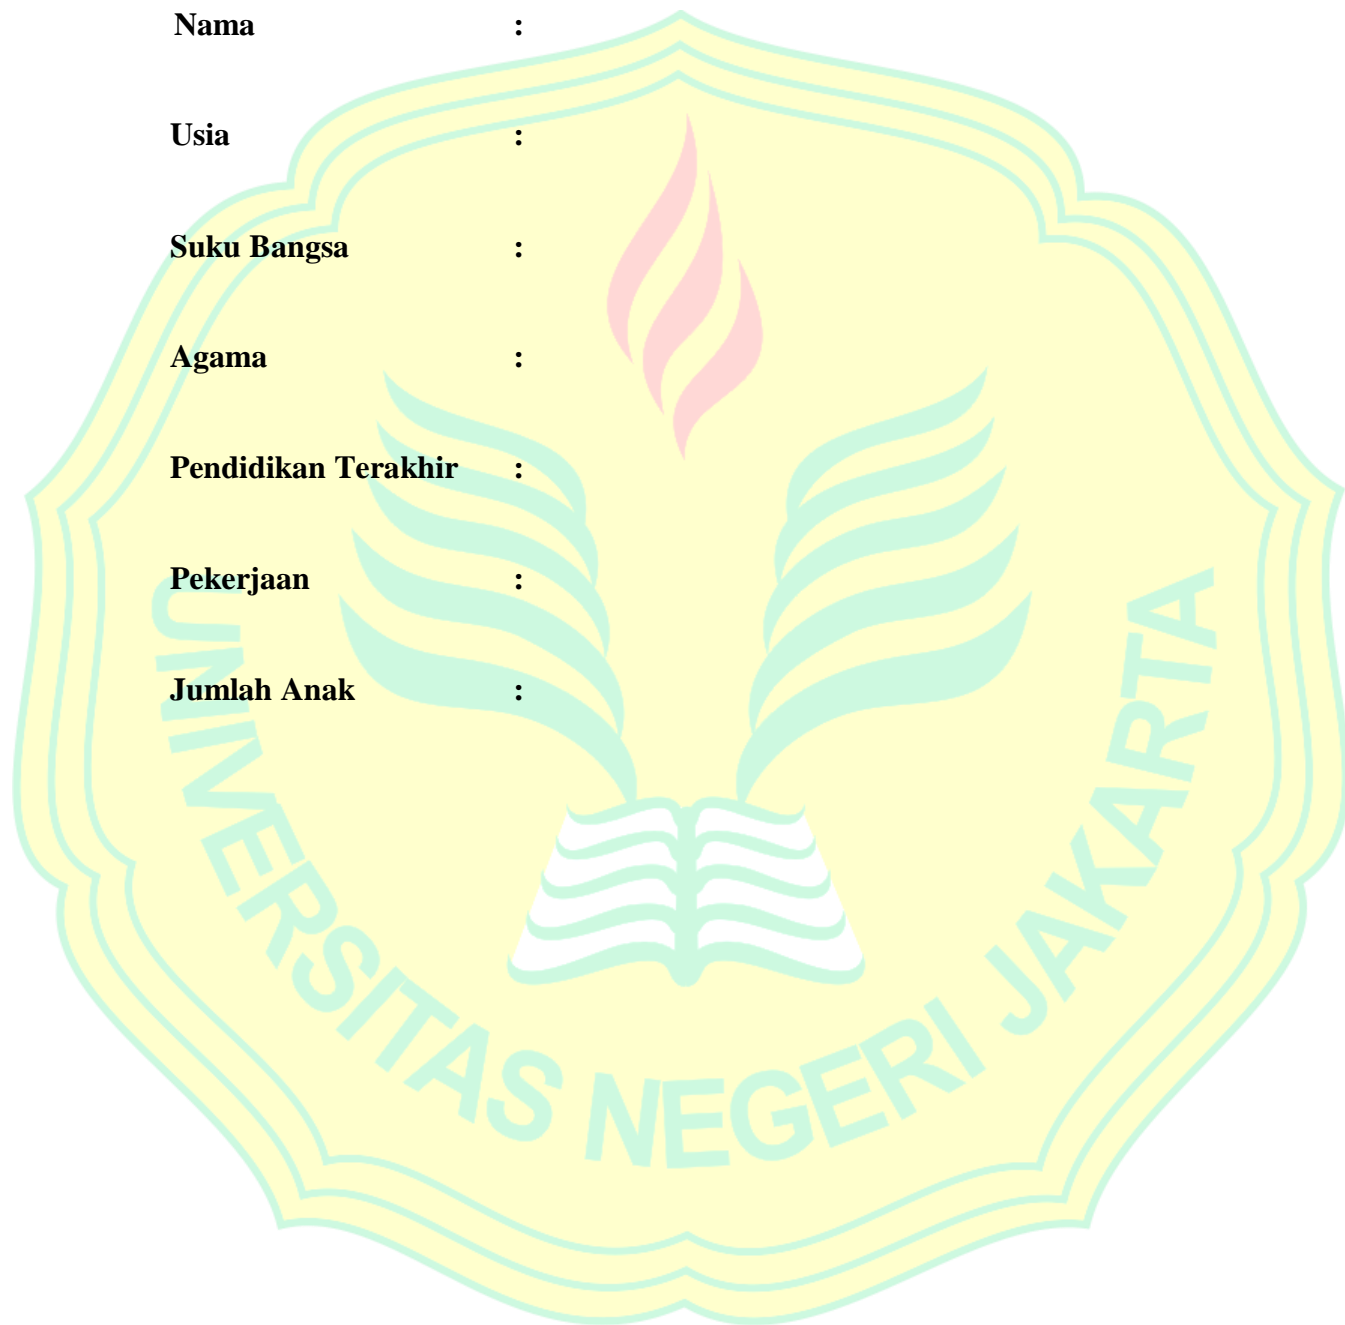 Nama :
Usia :
Suku Bangsa :
Agama :
Pendidikan Terakhir :
Pekerjaan :
Jumlah Anak :
UNIVERSITAS NEGERI JAKARTA